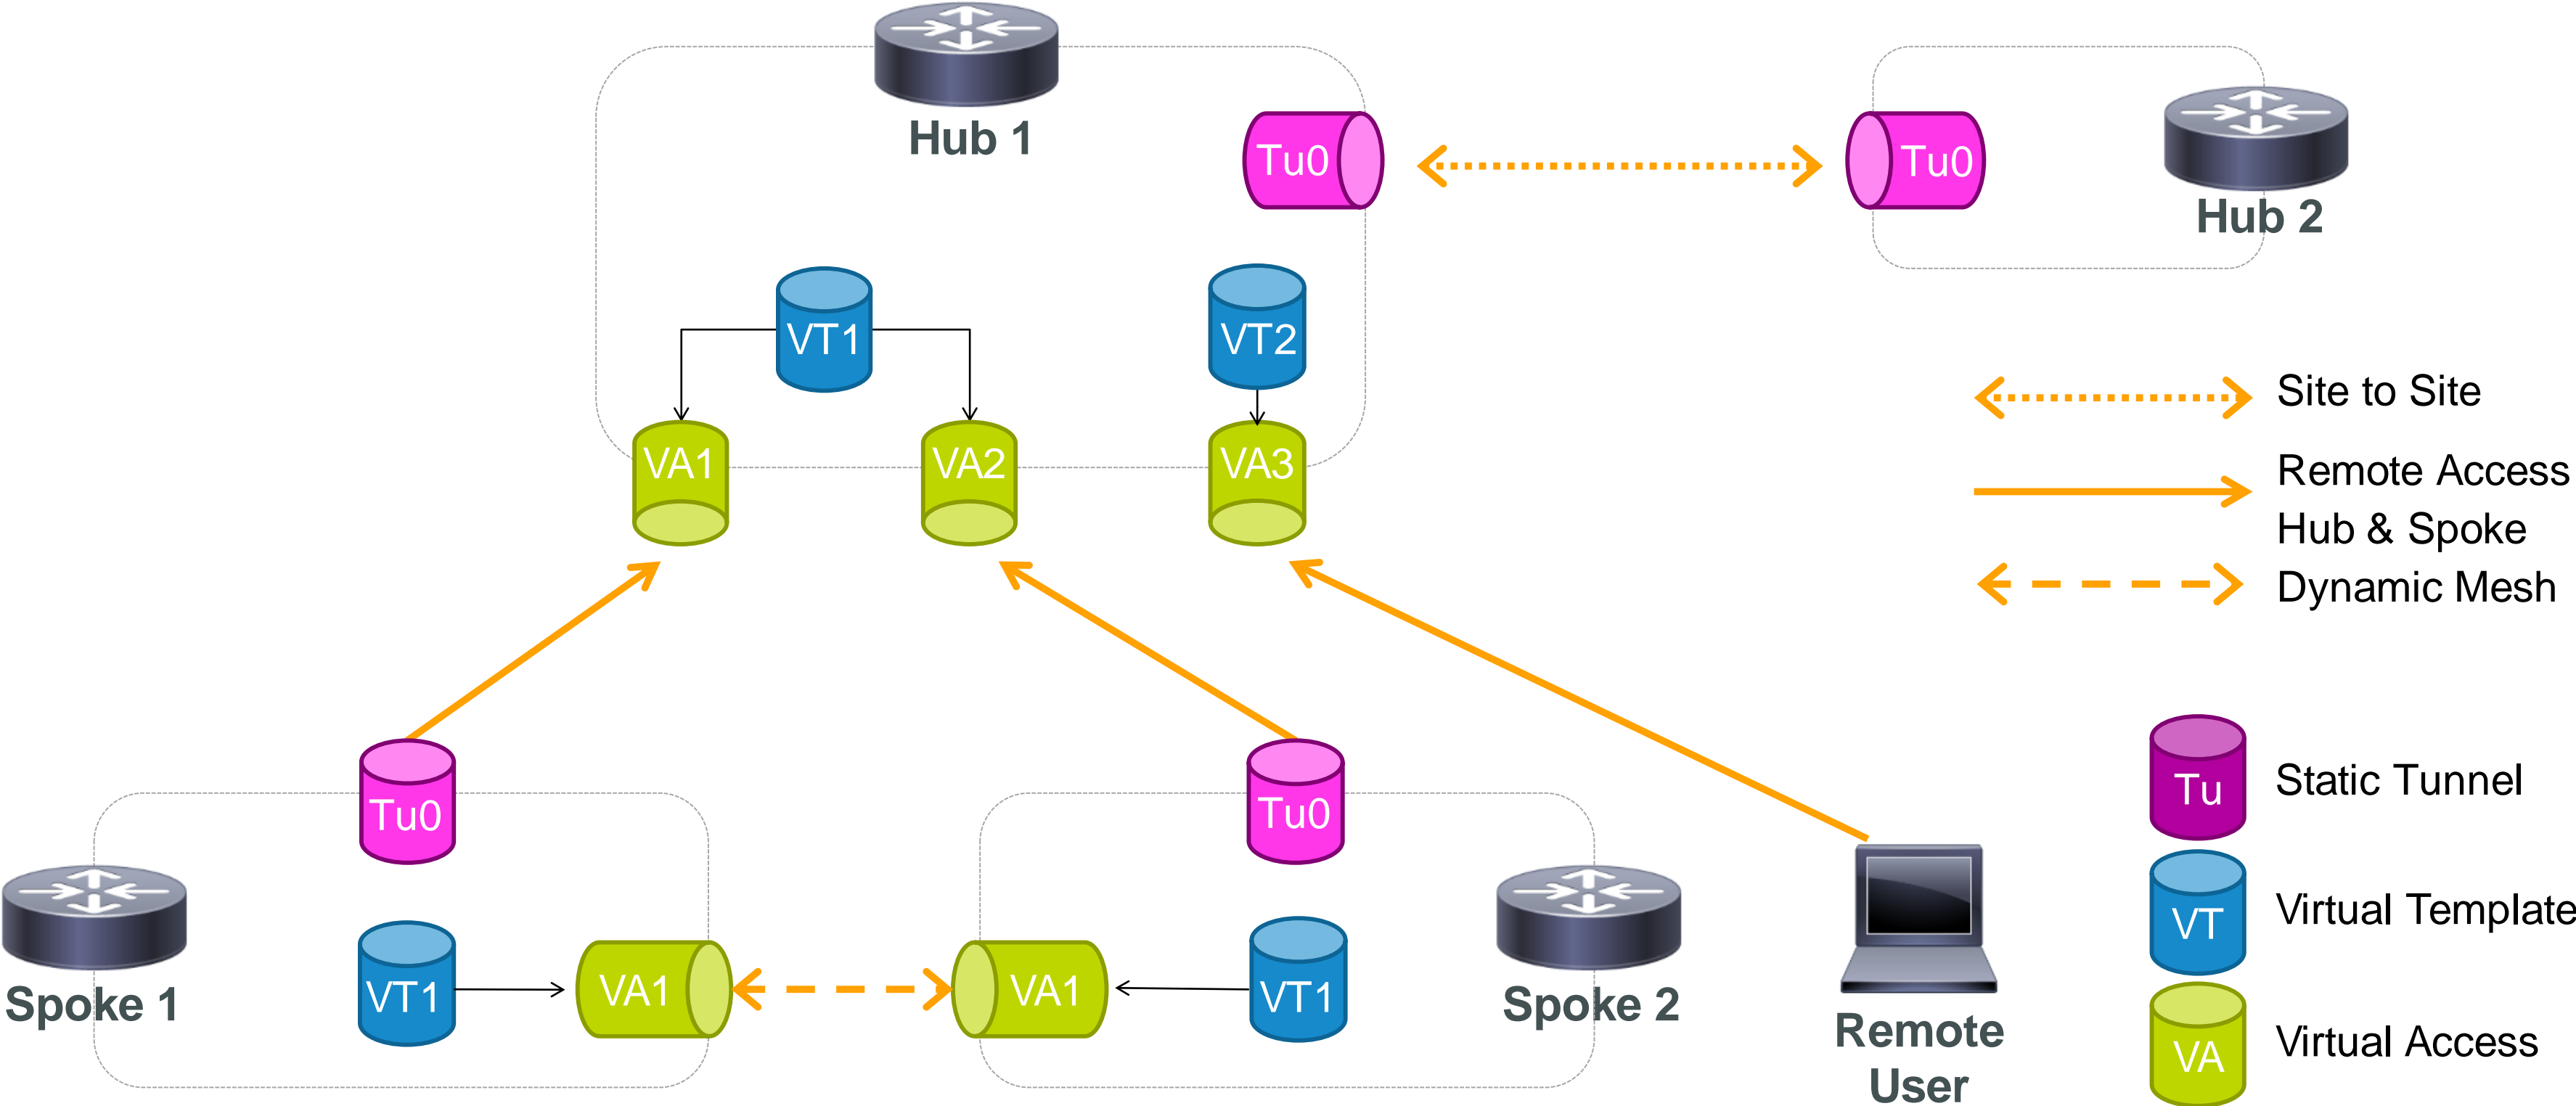 Hub 1
Tu0
Tu0
Hub 2
VT1
VT2
VA1
VA2
VA3
Site to Site
Remote Access
Hub & Spoke
Dynamic Mesh
Tu0
Tu0
Spoke 1
VT1
VA1
VA1
VT1
Spoke 2
Remote
User
Tu
Static Tunnel
VT
Virtual Template
VA
Virtual Access